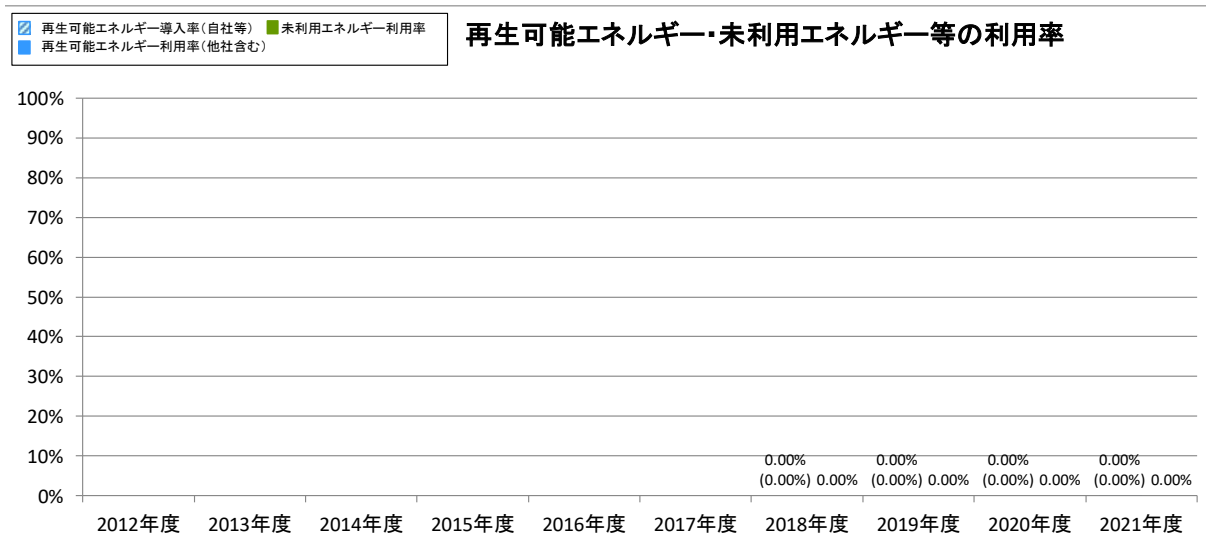 再生可能エネルギー導入率（自社等） 未利用エネルギー利用率
再生可能エネルギー利用率（他社含む）
再生可能エネルギー・未利用エネルギー等の利用率
100%
90%
80%
70%
60%
50%
40%
30%
20%
10%
0%
0.00% 0.00% 0.00% 0.00%
(0.00%) 0.00% (0.00%) 0.00% (0.00%) 0.00% (0.00%) 0.00%
2012年度 2013年度 2014年度 2015年度 2016年度 2017年度 2018年度 2019年度 2020年度 2021年度